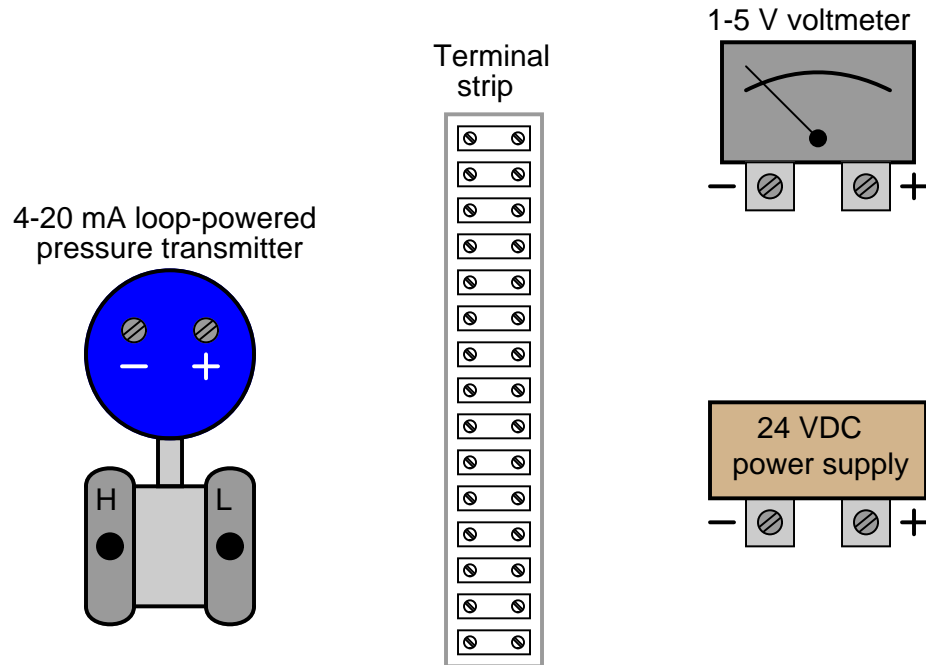 1-5 V voltmeter
Terminal
strip
− +
4-20 mA loop-powered
pressure transmitter
− +
24 VDC
power supply
H L
− +